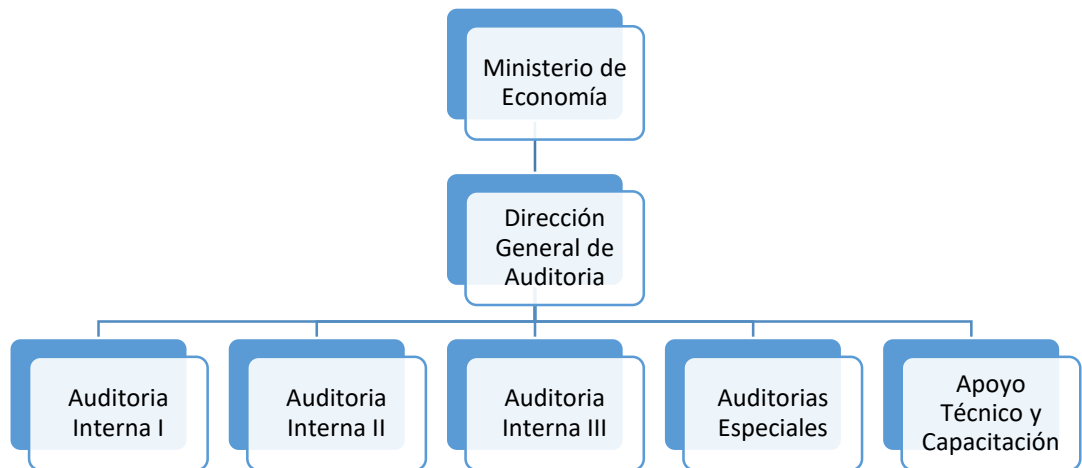 Ministerio de
Economía
Dirección
General de
Auditoria
Auditoria
Interna I
Auditoria
Interna II
Auditoria
Interna III
Auditorias
Especiales
Apoyo
Técnico y
Capacitación